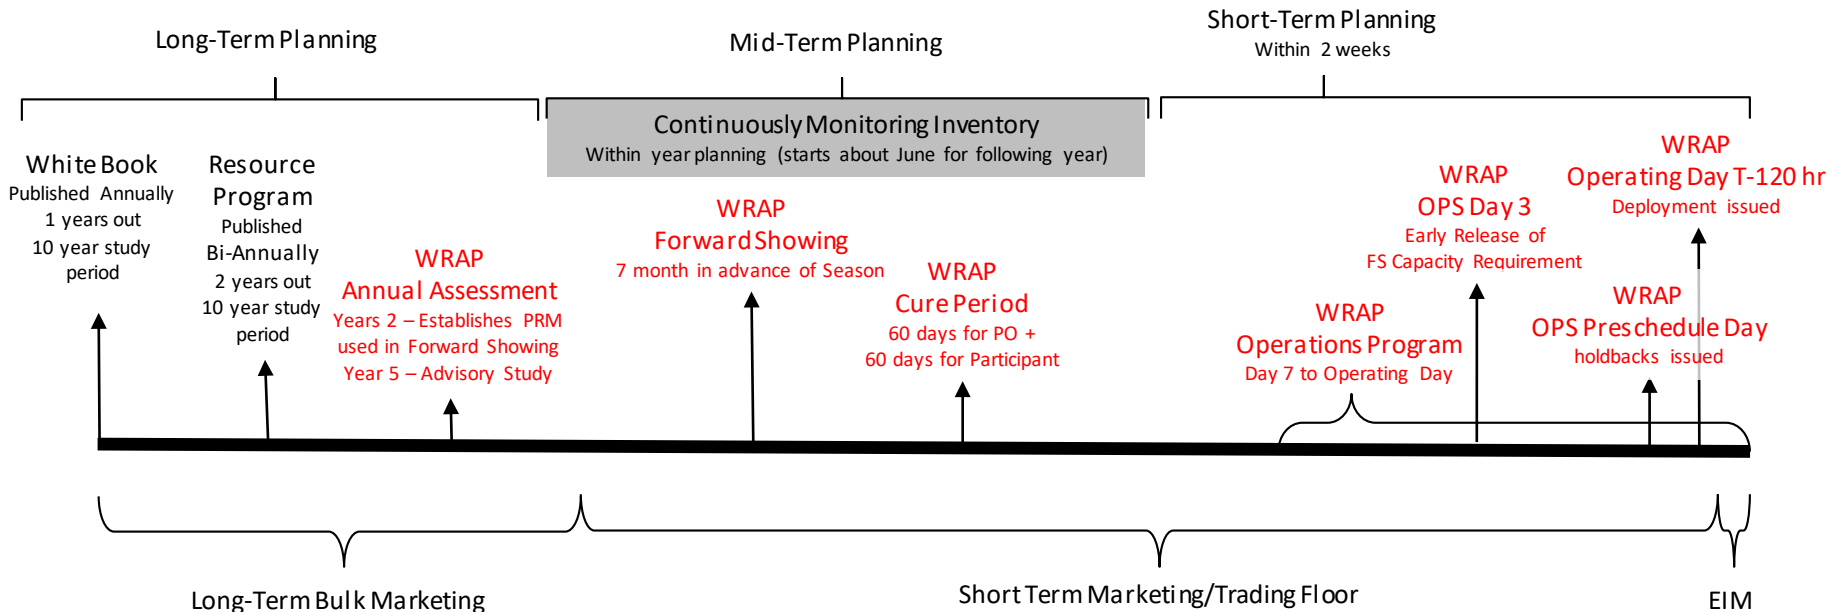 Long-Term Planning
Mid-Term Planning
Short-Term Planning
Within 2 weeks
Continuously Monitoring Inventory
Within year planning (starts about June for following year)
White Book
Published Annually
1 years out
10 year study
period
Resource
Program
Published
Bi-Annually
2 years out
10 year study
period
WRAP
Annual Assessment
Years 2 – Establishes PRM
used in Forward Showing
Year 5 – Advisory Study
WRAP
Forward Showing
7 month in advance of Season
WRAP
Cure Period
60 days for PO +
60 days for Participant
WRAP
Operations Program
Day 7 to Operating Day
WRAP
OPS Day 3
Early Release of
FS Capacity Requirement
WRAP
Operating Day T-120 hr
Deployment issued
WRAP
OPS Preschedule Day
holdbacks issued
Long-Term Bulk Marketing
Short Term Marketing/Trading Floor
EIM